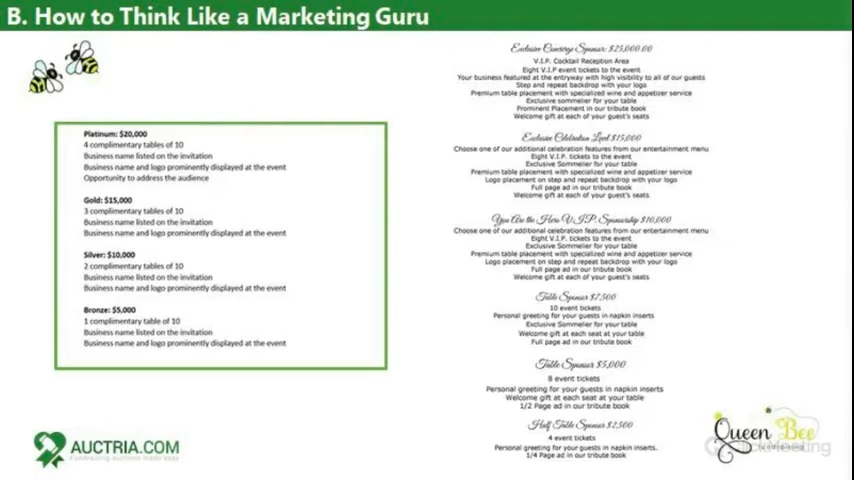 B. How to Think Like a Marketing Guru
Platinum: $20,000
4 complimentary tables of 10
Business name listed on the invitation
Business name and logo prominently displayed at the event
Opportunity to address the audience
Gold: $15,000
3 complimentary tables of 10
Business name listed on the invitation
Business name and logo prominently displayed at the event
Silver: $10,000
2 complimentary tables of 10
Business name listed on the invitation
Business name and logo prominently displayed at the event
Bronze: $5,000
1 complimentary table of 10
Business name listed on the invitation
Business name and logo prominently displayed at the event
Exclusive Concierge Sponsor: $25,000.00
V.I.P. Cocktail Reception Area
Eight V.I.P event tickets to the event
Your business featured at the entryway with high visibility to all of our guests
Step and repeat backdrop with your logo
Premium table placement with specialized wine and appetizer service
Exclusive sommelier for your table
Prominent Placement in our tribute book
Welcome gift at each of your guest's seats
Exclusive Celebration Level $15,000
Choose one of our additional celebration features from our entertainment menu
Eight V.I.P. tickets to the event
Exclusive Sommelier for your table
Premium table placement with specialized wine and appetizer service
Logo placement on step and repeat backdrop with your logo
Full page ad in our tribute book
Welcome gift at each of your guest's seats
You Are the Hero V.I.P. Sponsorship $10,000
Choose one of our additional celebration features from our entertainment menu
Eight V.I.P. tickets to the event
Exclusive Sommelier for your table
Premium table placement with specialized wine and appetizer service
Logo placement on step and repeat backdrop with your logo
Full page ad in our tribute book
Welcome gift at each of your guest's seats
Table Sponsor $7,500
10 event tickets
Personal greeting for your guests in napkin inserts
Exclusive Sommelier for your table
Welcome gift at each seat at your table
Full page ad in our tribute book
Table Sponsor $5,000
8 event tickets
Personal greeting for your guests in napkin inserts
Welcome gift at each seat at your table
1/2 Page ad in our tribute book
Half Table Sponsor $2,500
4 event tickets
Personal greeting for your guests in napkin inserts.
1/4 Page ad in our tribute book
AUCTRIA.COM
Fundraising auctions made easy
Queen Bee
ClickMeeting